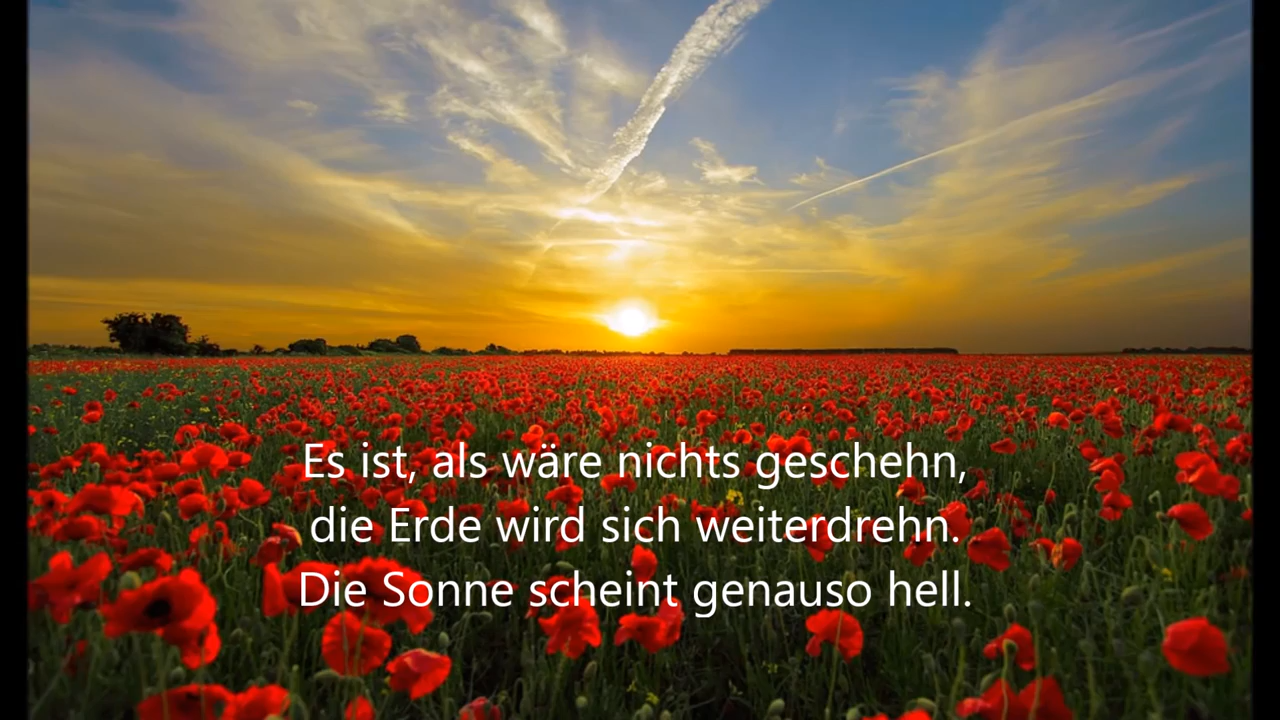 Es ist, als wäre nichts geschehn,
die Erde wird sich weiterdrehn.
Die Sonne scheint genauso hell.